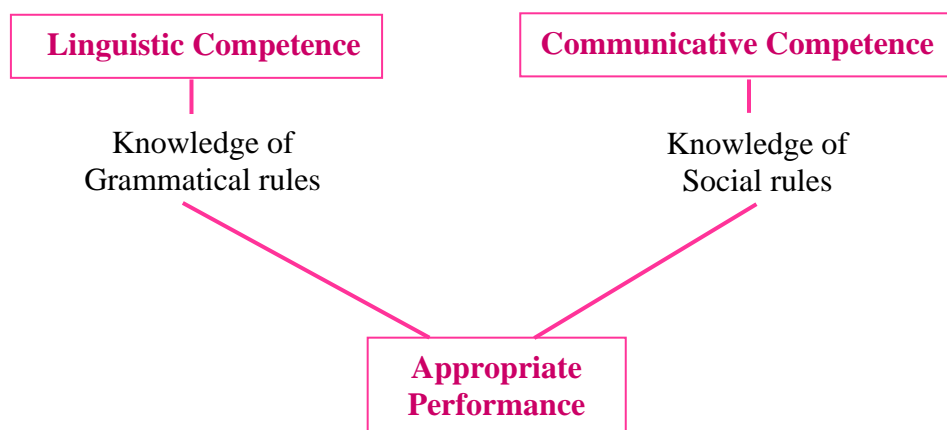 Linguistic Competence
Communicative Competence
Knowledge of
Grammatical rules
Knowledge of
Social rules
Appropriate
Performance